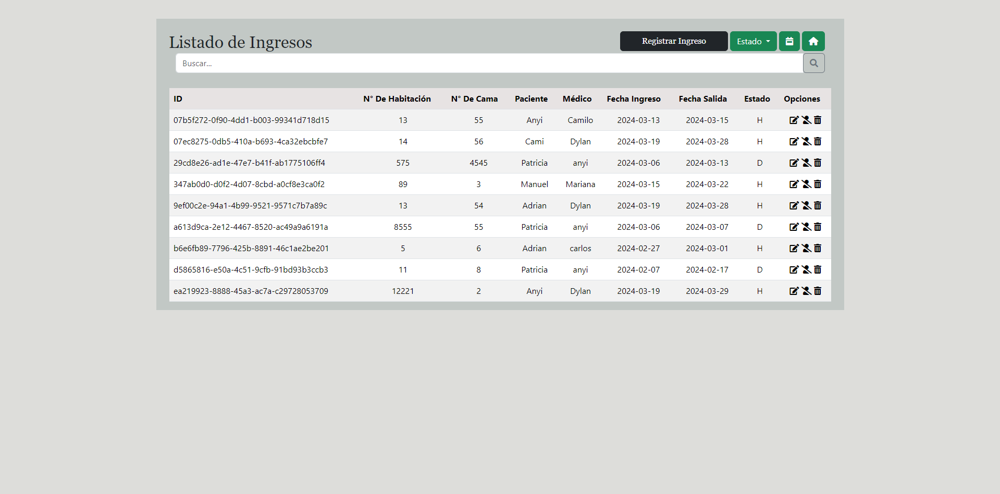 Listado de Ingresos
Registrar Ingreso Estado
Buscar...
ID N° De Habitación N° De Cama Paciente Médico Fecha Ingreso Fecha Salida Estado Opciones
07b5f272-0f90-4dd1-b003-99341d718d15 13 55 Anyi Camilo 2024-03-13 2024-03-15 H
07ec8275-0db5-410a-b693-4ca32ebcbfe7 14 56 Cami Dylan 2024-03-19 2024-03-28 H
29cd8e26-ad1e-47e7-b41f-ab1775106ff4 575 4545 Patricia anyi 2024-03-06 2024-03-13 D
347ab0d0-d0f2-4d07-8cbd-a0cf8e3ca0f2 89 3 Manuel Mariana 2024-03-15 2024-03-22 H
9ef00c2e-94a1-4b99-9521-9571c7b7a89c 13 54 Adrian Dylan 2024-03-19 2024-03-28 H
a613d9ca-2e12-4467-8520-ac49a9a6191a 8555 55 Patricia anyi 2024-03-06 2024-03-07 D
b6e6fb89-7796-425b-8891-46c1ae2be201 5 6 Adrian carlos 2024-02-27 2024-03-01 H
d5865816-e50a-4c51-9cfb-91bd93b3ccb3 11 8 Patricia anyi 2024-02-07 2024-02-17 D
ea219923-8888-45a3-ac7a-c29728053709 12221 2 Anyi Dylan 2024-03-19 2024-03-29 H